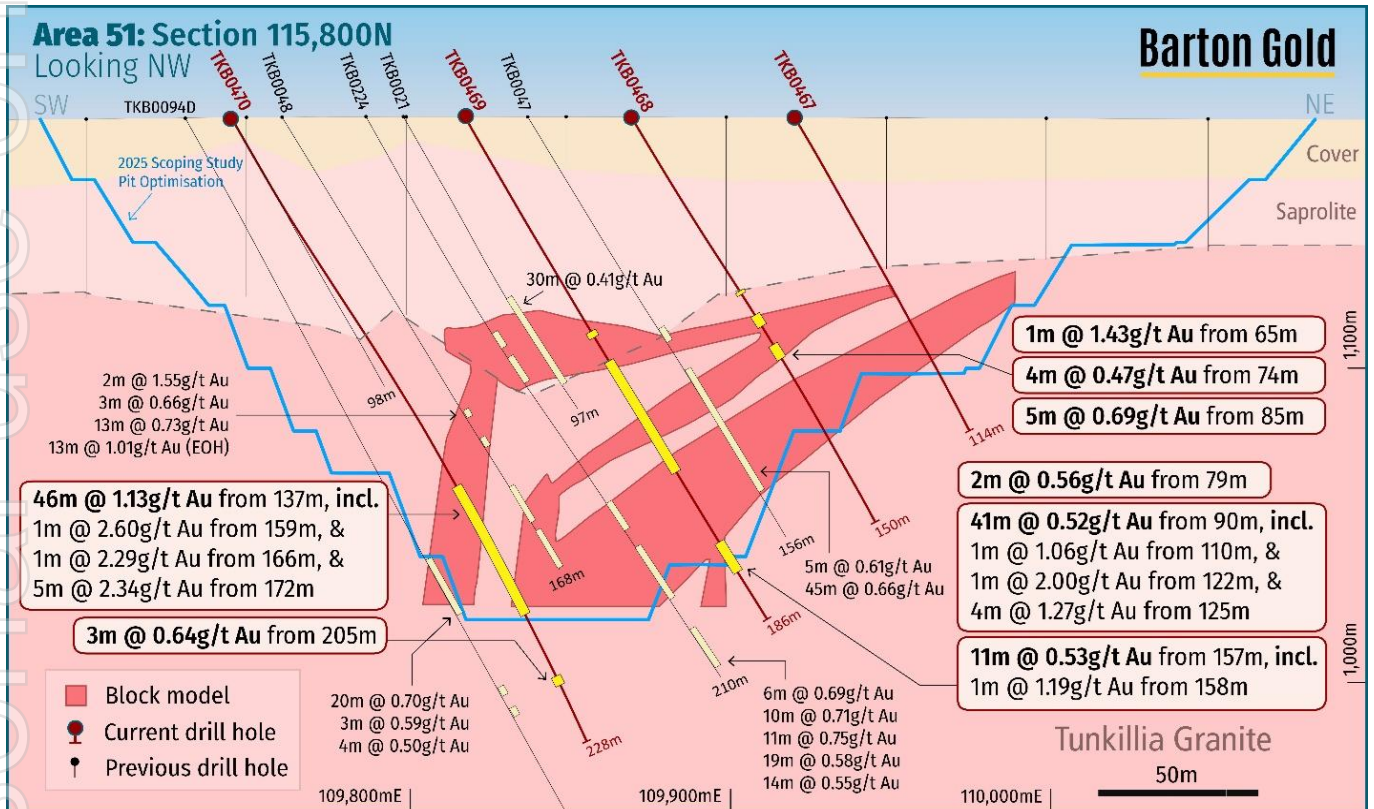 Area 51: Section 115,800N
Looking NW
Barton Gold
SW
NE
TKB0094D
TKB0470
TKB0048
TKB0224
TKB0021
TKB0469
TKB0047
TKB0468
TKB0467
2025 Scoping Study
Pit Optimisation
Cover
Saprolite
30m @ 0.41g/t Au
1m @ 1.43g/t Au from 65m
4m @ 0.47g/t Au from 74m
5m @ 0.69g/t Au from 85m
1,100m
2m @ 1.55g/t Au
3m @ 0.66g/t Au
13m @ 0.73g/t Au
13m @ 1.01g/t Au (EOH)
98m
97m
114m
46m @ 1.13g/t Au from 137m, incl.
1m @ 2.60g/t Au from 159m, &
1m @ 2.29g/t Au from 166m, &
5m @ 2.34g/t Au from 172m
2m @ 0.56g/t Au from 79m
41m @ 0.52g/t Au from 90m, incl.
1m @ 1.06g/t Au from 110m, &
1m @ 2.00g/t Au from 122m, &
4m @ 1.27g/t Au from 125m
150m
156m
5m @ 0.61g/t Au
45m @ 0.66g/t Au
168m
186m
3m @ 0.64g/t Au from 205m
11m @ 0.53g/t Au from 157m, incl.
1m @ 1.19g/t Au from 158m
1,000m
210m
20m @ 0.70g/t Au
3m @ 0.59g/t Au
4m @ 0.50g/t Au
6m @ 0.69g/t Au
10m @ 0.71g/t Au
11m @ 0.75g/t Au
19m @ 0.58g/t Au
14m @ 0.55g/t Au
228m
Block model
Current drill hole
Previous drill hole
Tunkillia Granite
50m
109,800mE
109,900mE
110,000mE